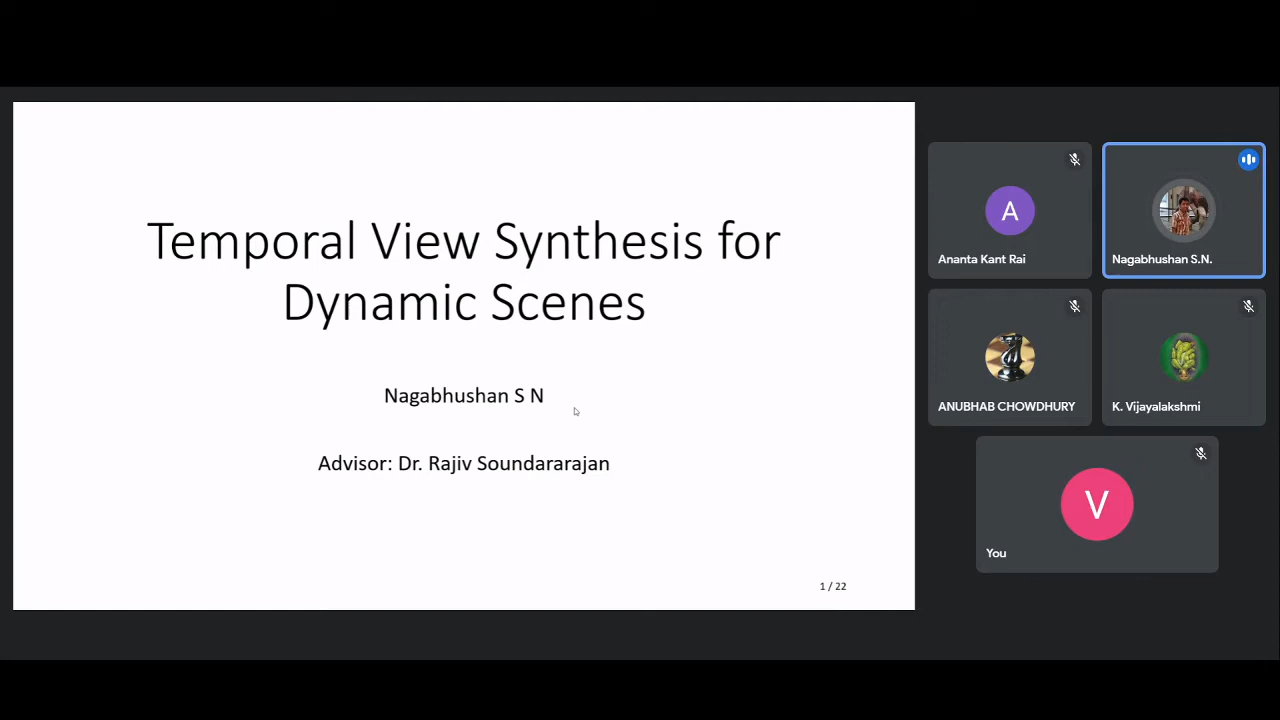 Temporal View Synthesis for
Dynamic Scenes
Nagabhushan S N
Advisor: Dr. Rajiv Soundararajan
1 / 22
A
Ananta Kant Rai
Nagabhushan S.N.
ANUBHAB CHOWDHURY
K. Vijayalakshmi
V
You